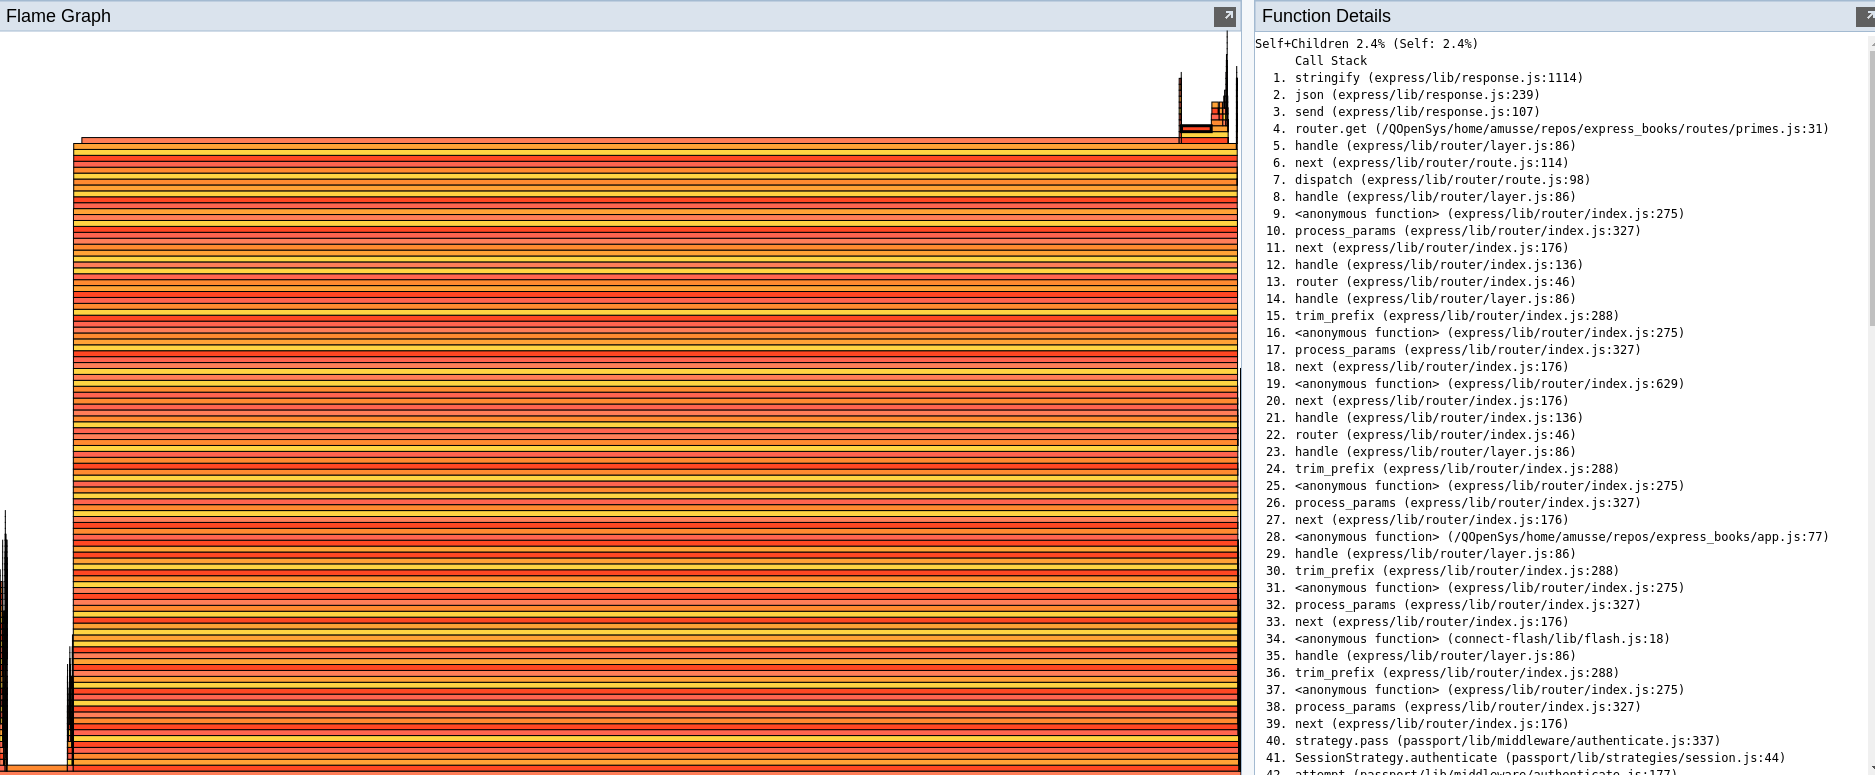 Flame Graph
Function Details
Self+Children 2.4% (Self: 2.4%)
Call Stack
1. stringify (express/lib/response.js:1114)
2. json (express/lib/response.js:239)
3. send (express/lib/response.js:107)
4. router.get (/QOpenSys/home/amusse/repos/express_books/routes/primes.js:31)
5. handle (express/lib/router/layer.js:86)
6. next (express/lib/router/route.js:114)
7. dispatch (express/lib/router/route.js:98)
8. handle (express/lib/router/layer.js:86)
9. <anonymous function> (express/lib/router/index.js:275)
10. process_params (express/lib/router/index.js:327)
11. next (express/lib/router/index.js:176)
12. handle (express/lib/router/index.js:136)
13. router (express/lib/router/index.js:46)
14. handle (express/lib/router/layer.js:86)
15. trim_prefix (express/lib/router/index.js:288)
16. <anonymous function> (express/lib/router/index.js:275)
17. process_params (express/lib/router/index.js:327)
18. next (express/lib/router/index.js:176)
19. <anonymous function> (express/lib/router/index.js:629)
20. next (express/lib/router/index.js:176)
21. handle (express/lib/router/index.js:136)
22. router (express/lib/router/index.js:46)
23. handle (express/lib/router/layer.js:86)
24. trim_prefix (express/lib/router/index.js:288)
25. <anonymous function> (express/lib/router/index.js:275)
26. process_params (express/lib/router/index.js:327)
27. next (express/lib/router/index.js:176)
28. <anonymous function> (/QOpenSys/home/amusse/repos/express_books/app.js:77)
29. handle (express/lib/router/layer.js:86)
30. trim_prefix (express/lib/router/index.js:288)
31. <anonymous function> (express/lib/router/index.js:275)
32. process_params (express/lib/router/index.js:327)
33. next (express/lib/router/index.js:176)
34. <anonymous function> (connect-flash/lib/flash.js:18)
35. handle (express/lib/router/layer.js:86)
36. trim_prefix (express/lib/router/index.js:288)
37. <anonymous function> (express/lib/router/index.js:275)
38. process_params (express/lib/router/index.js:327)
39. next (express/lib/router/index.js:176)
40. strategy.pass (passport/lib/middleware/authenticate.js:337)
41. SessionStrategy.authenticate (passport/lib/strategies/session.js:44)
42. attempt (passport/lib/middleware/authenticate.js:177)